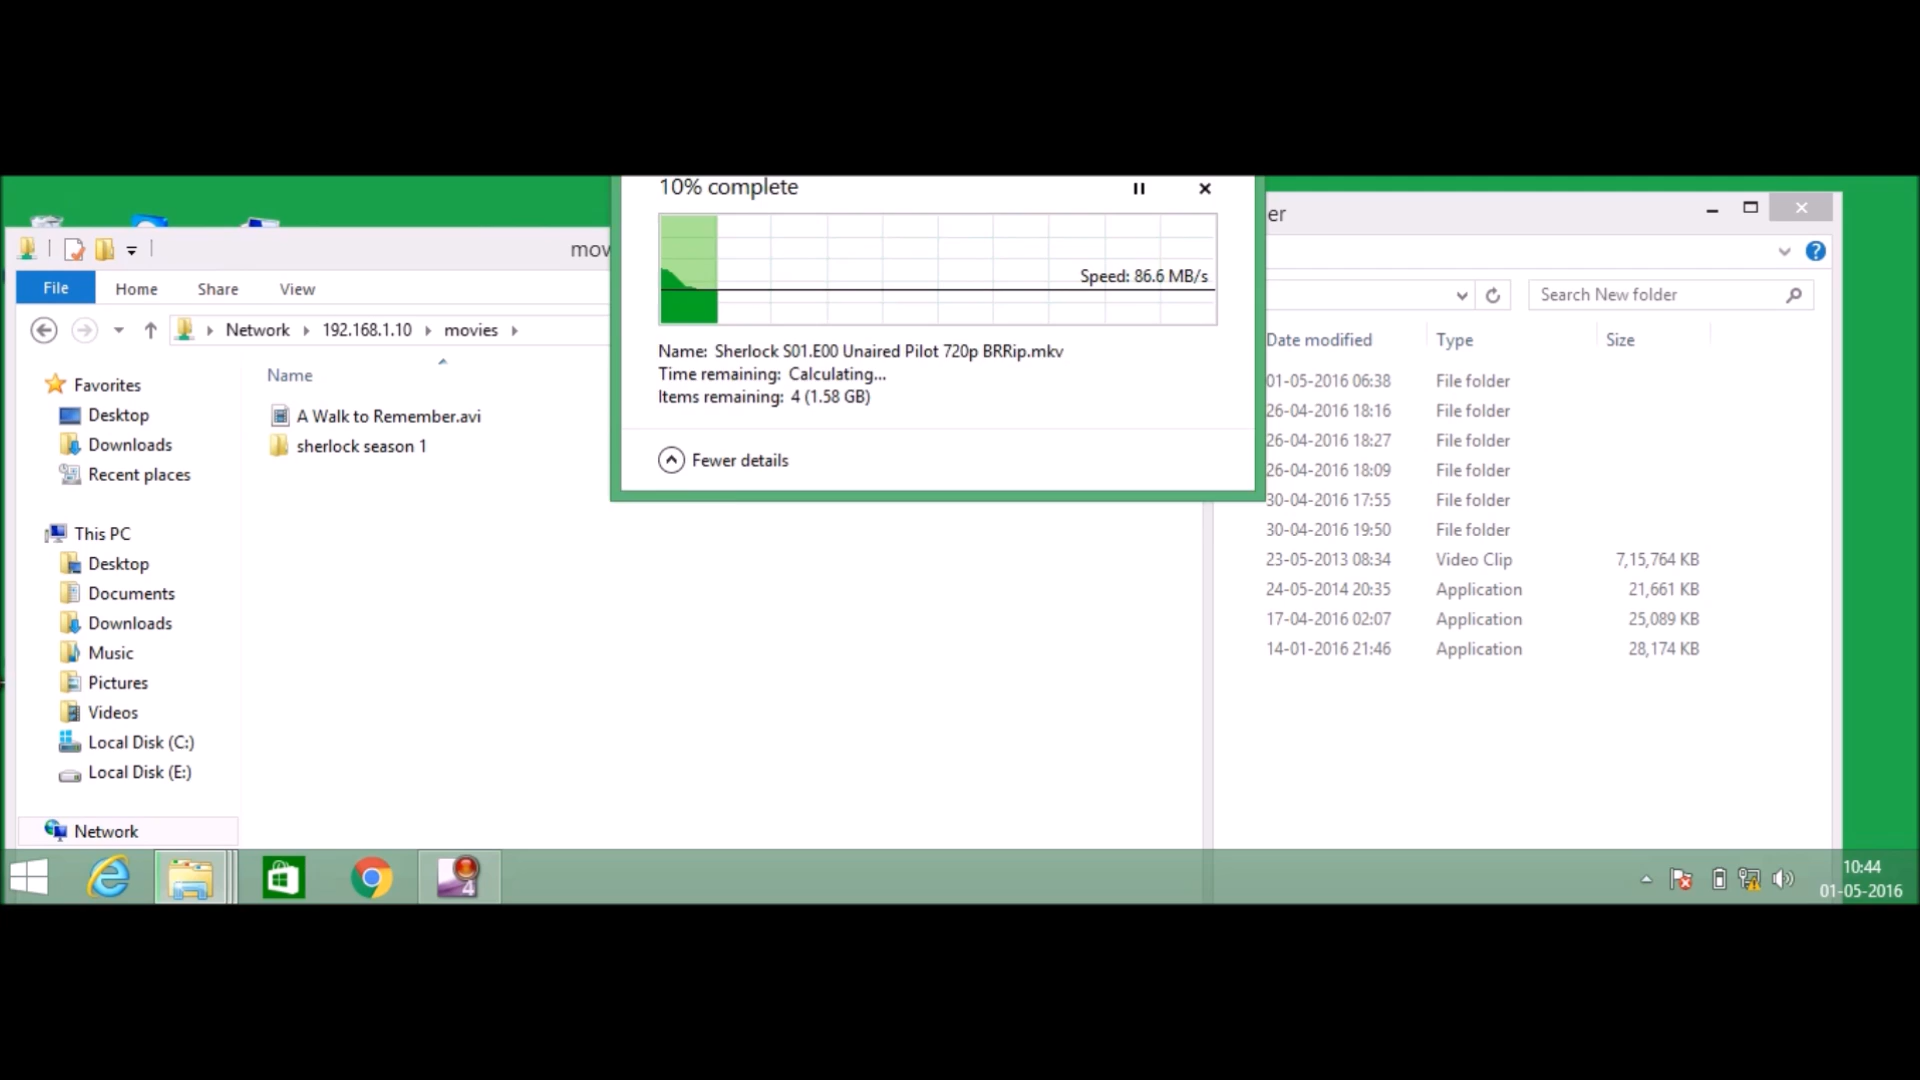 10% complete
Speed: 86.6 MB/s
Name: Sherlock S01.E00 Unaired Pilot 720p BRRip.mkv
Time remaining: Calculating...
Items remaining: 4 (1.58 GB)
Fewer details
mov
File Home Share View
Network 192.168.1.10 movies
Name
A Walk to Remember.avi
sherlock season 1
Favorites
Desktop
Downloads
Recent places
This PC
Desktop
Documents
Downloads
Music
Pictures
Videos
Local Disk (C:)
Local Disk (E:)
Network
er
Search New folder
Date modified Type Size
01-05-2016 06:38 File folder
26-04-2016 18:16 File folder
26-04-2016 18:27 File folder
26-04-2016 18:09 File folder
30-04-2016 17:55 File folder
30-04-2016 19:50 File folder
23-05-2013 08:34 Video Clip 7,15,764 KB
24-05-2014 20:35 Application 21,661 KB
17-04-2016 02:07 Application 25,089 KB
14-01-2016 21:46 Application 28,174 KB
4
10:44
01-05-2016